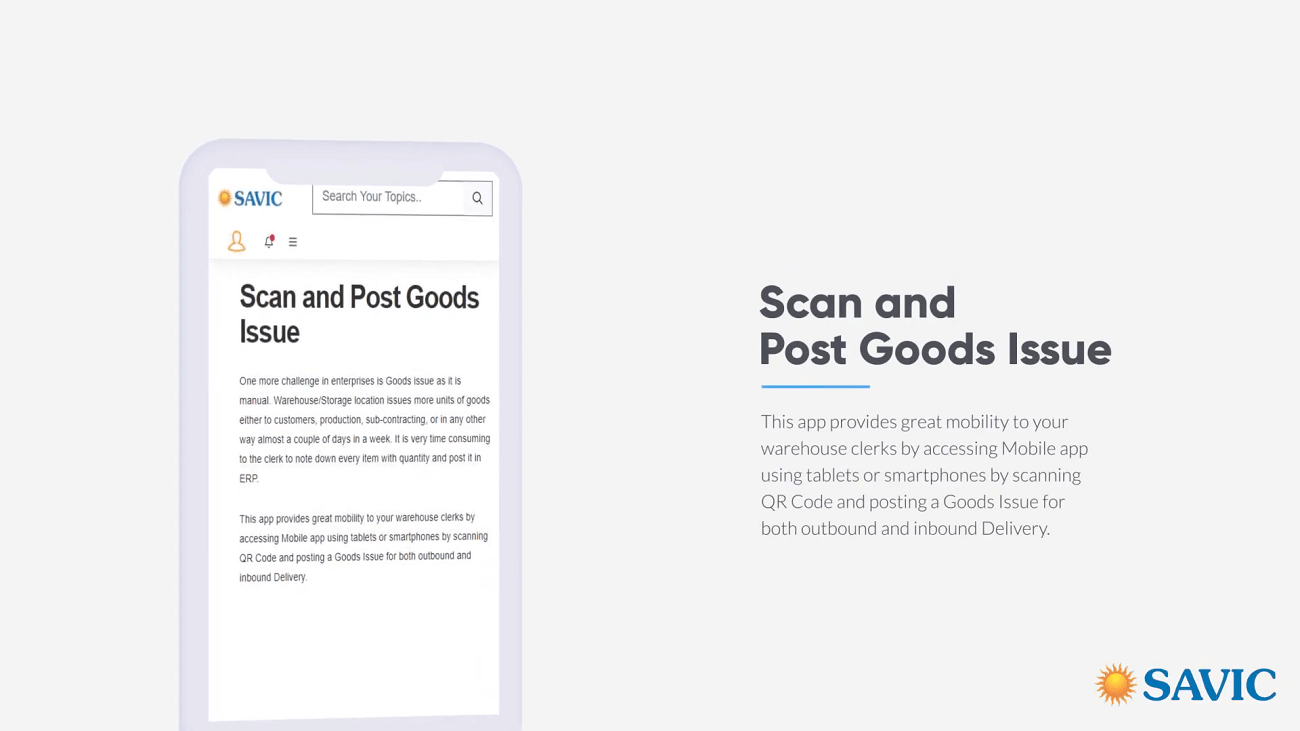 SAVIC
Search Your Topics..
Scan and Post Goods
Issue
One more challenge in enterprises is Goods issue as it is
manual. Warehouse/Storage location issues more units of goods
either to customers, production, sub-contracting, or in any other
way almost a couple of days in a week. It is very time consuming
to the clerk to note down every item with quantity and post it in
ERP.
This app provides great mobility to your warehouse clerks by
accessing Mobile app using tablets or smartphones by scanning
QR Code and posting a Goods Issue for both outbound and
inbound Delivery.
Scan and
Post Goods Issue
This app provides great mobility to your
warehouse clerks by accessing Mobile app
using tablets or smartphones by scanning
QR Code and posting a Goods Issue for
both outbound and inbound Delivery.
SAVIC